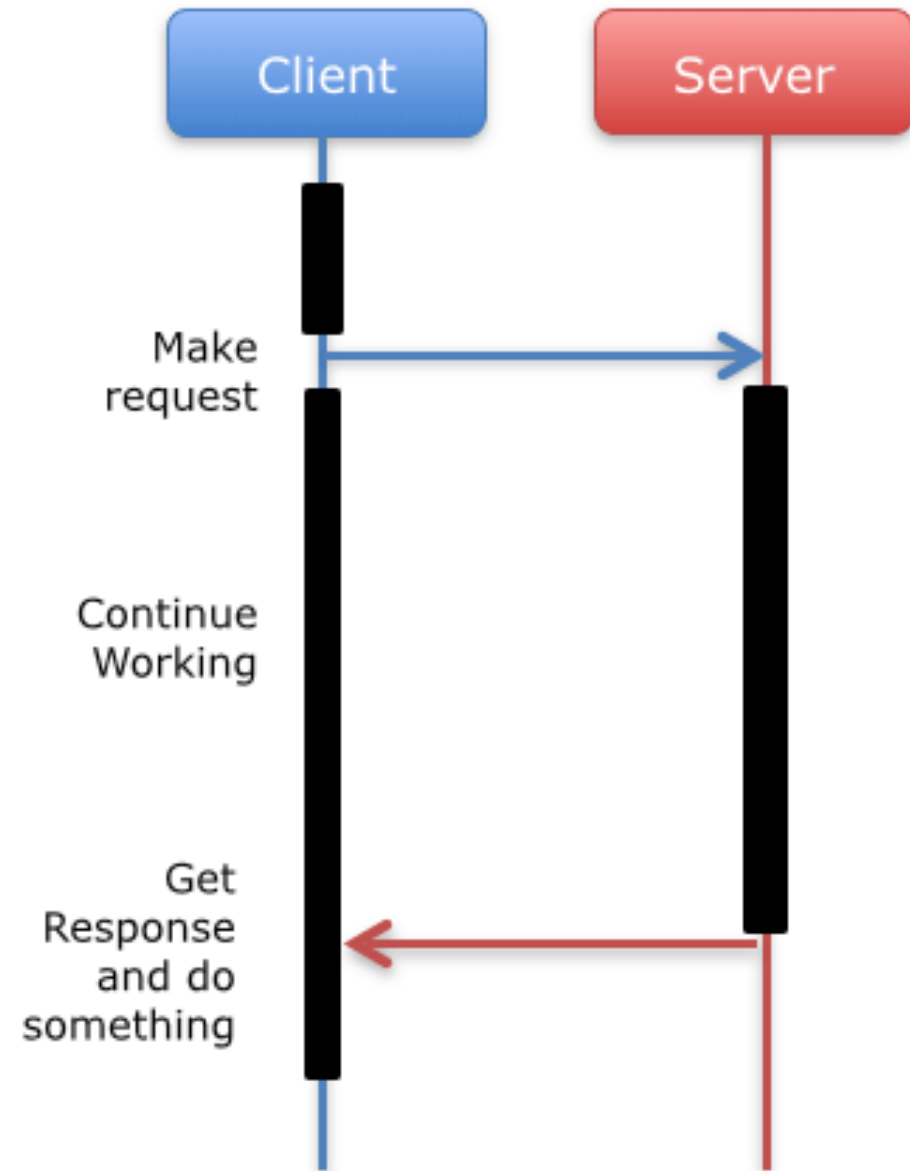 Client
Server
Make
request
Continue
Working
Get
Response
and do
something